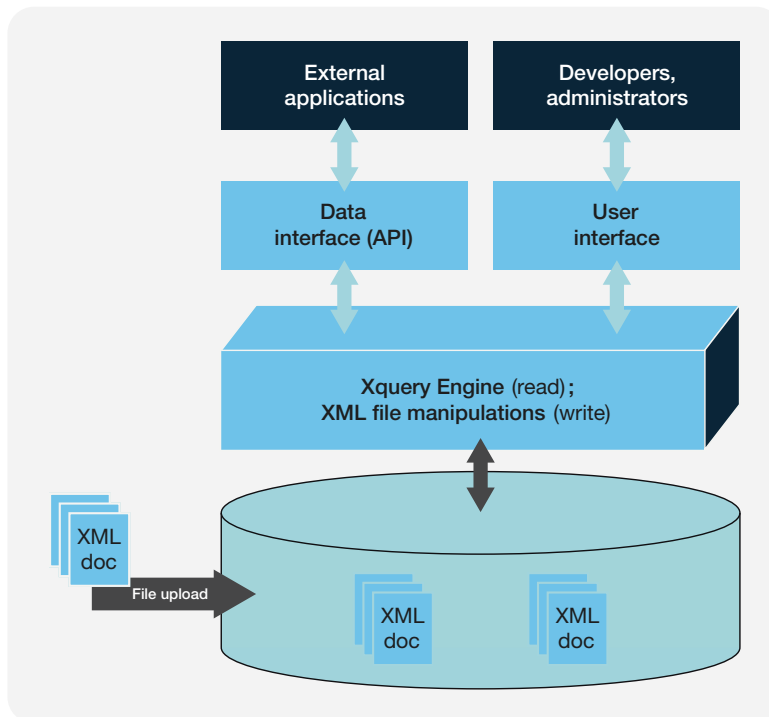 External
applications
Developers,
administrators
Data
interface (API)
User
interface
Xquery Engine (read);
XML file manipulations (write)
XML
doc
File upload
XML
doc
XML
doc